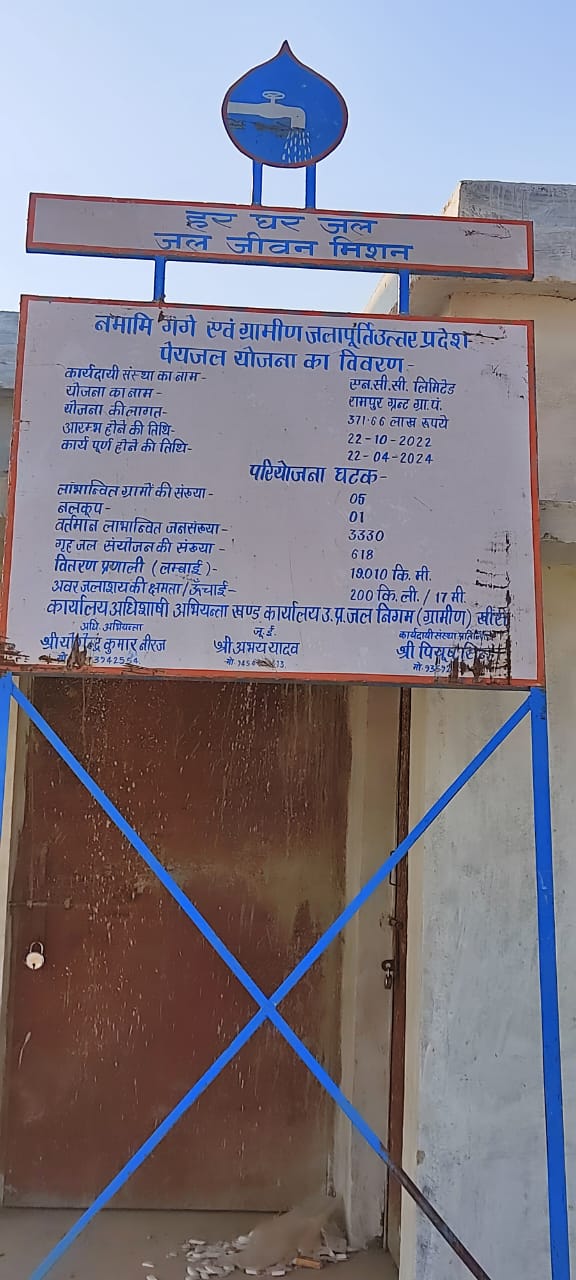 हर घर जल
जल जीवन मिशन
नमामि गंगे एवं ग्रामीण जलापूर्ति उत्तर प्रदेश
पेयजल योजना का विवरण-
कार्यदायी संस्था का नाम- एन.सी.सी. लिमिटेड
योजना का नाम- रामपुर ग्रन्ट ग्रा.पं.
योजना की लागत- 371.66 लाख रूपये
आरम्भ होने की तिथि- 22-10-2022
कार्य पूर्ण होने की तिथि- 22-04-2024
परियोजना घटक-
लाभान्वित ग्रामों की संख्या- 05
नलकूप- 01
वर्तमान लाभान्वित जनसंख्या- 3330
गृह जल संयोजन की संख्या- 618
वितरण प्रणाली (लम्बाई)- 19.010 कि. मी.
अवर जलाशय की क्षमता/ऊँचाई- 200 कि. ली. / 17 मी.
कार्यालय अधिशाषी अभियन्ता खण्ड कार्यालय उ.प्र. जल निगम (ग्रामीण)
अधि. अभियन्ता जू. ई. कार्यदायी संस्था
कुमार नीरज श्री अभय यादव श्री पियूष
मो. मो. मो.